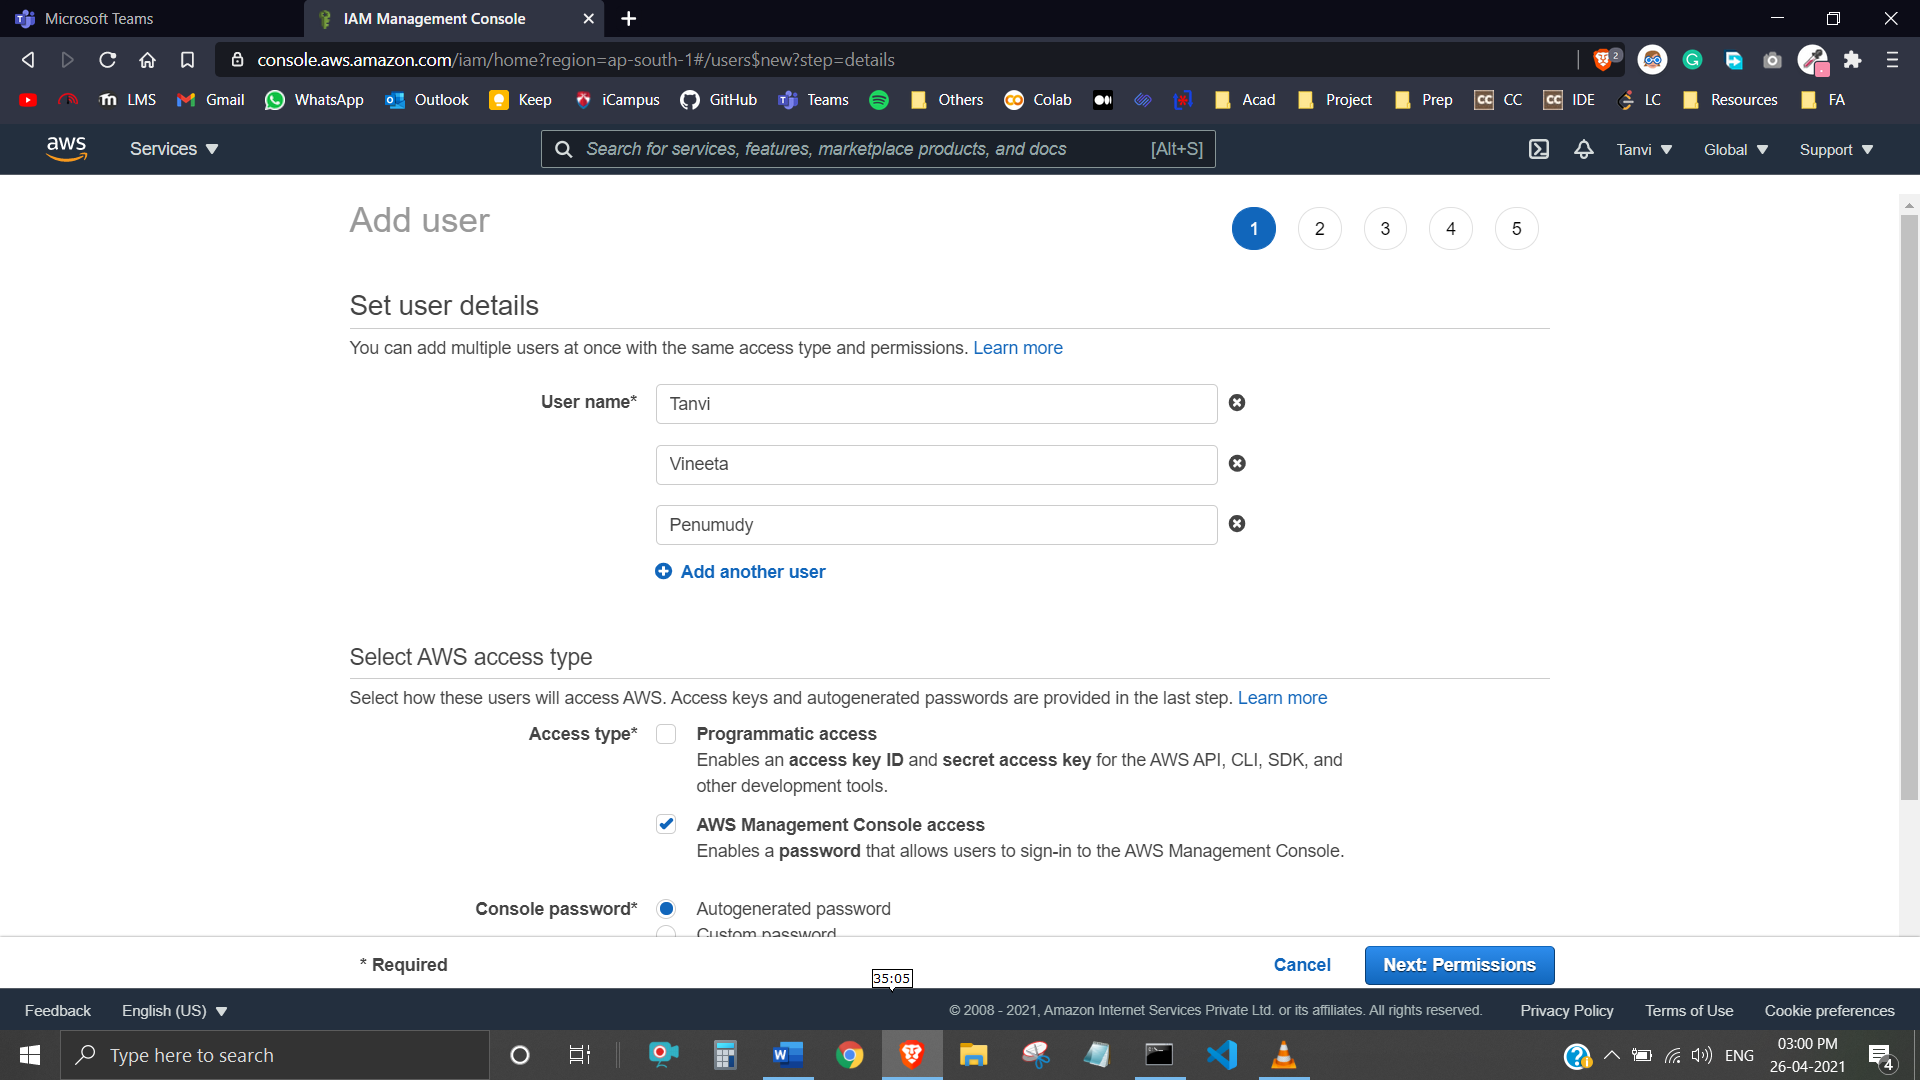 Microsoft Teams
IAM Management Console
console.aws.amazon.com/iam/home?region=ap-south-1#/users$new?step=details
2
LMS
Gmail
WhatsApp
Outlook
Keep
iCampus
GitHub
Teams
Others
Colab
Acad
Project
Prep
CC CC
CC IDE
LC
Resources
FA
aws
Services
Search for services, features, marketplace products, and docs
[Alt+S]
Tanvi
Global
Support
Add user
1
2
3
4
5
Set user details
You can add multiple users at once with the same access type and permissions. Learn more
User name*
Tanvi
Vineeta
Penumudy
Add another user
Select AWS access type
Select how these users will access AWS. Access keys and autogenerated passwords are provided in the last step. Learn more
Access type*
Programmatic access
Enables an access key ID and secret access key for the AWS API, CLI, SDK, and
other development tools.
AWS Management Console access
Enables a password that allows users to sign-in to the AWS Management Console.
Console password*
Autogenerated password
Custom password
* Required
Cancel
Next: Permissions
35:05
Feedback
English (US)
© 2008 - 2021, Amazon Internet Services Private Ltd. or its affiliates. All rights reserved.
Privacy Policy
Terms of Use
Cookie preferences
Type here to search
ENG
03:00 PM
26-04-2021
4